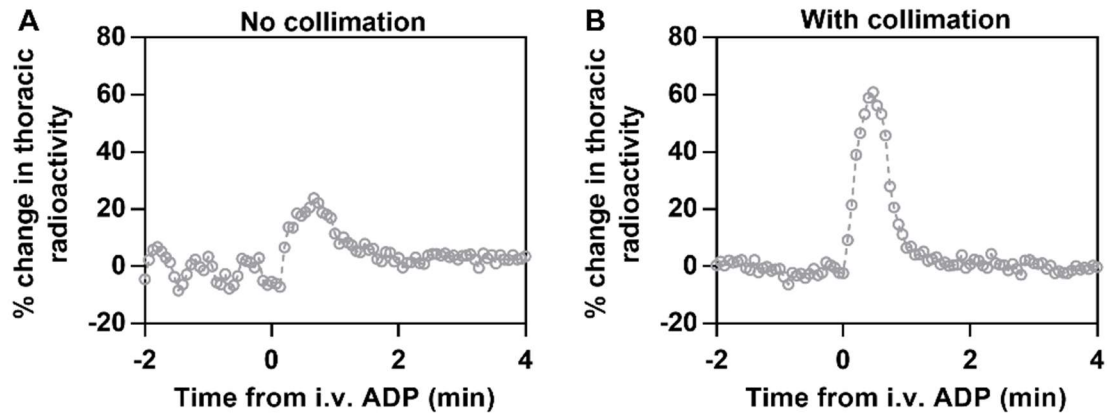 A
No collimation
% change in thoracic
radioactivity
80
60
40
20
0
-20
-2
0
2
4
Time from i.v. ADP (min)
B
With collimation
% change in thoracic
radioactivity
80
60
40
20
0
-20
-2
0
2
4
Time from i.v. ADP (min)